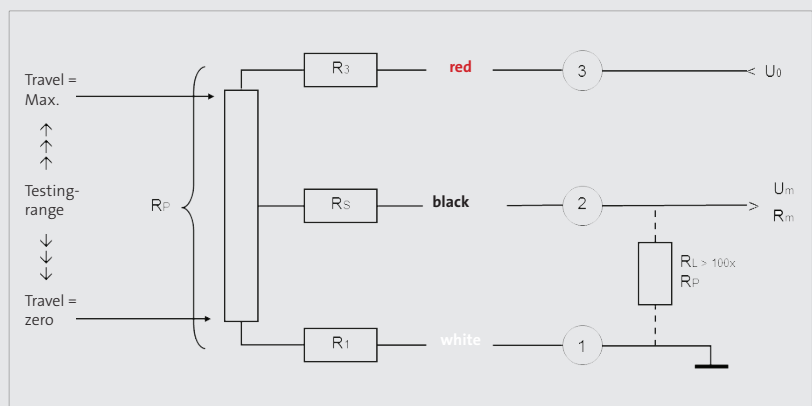 Travel =
Max.
Testing-
range
Travel =
zero
RP
R3
red
3
U0
RS
black
2
Um
Rm
RL > 100x
RP
R1
white
1